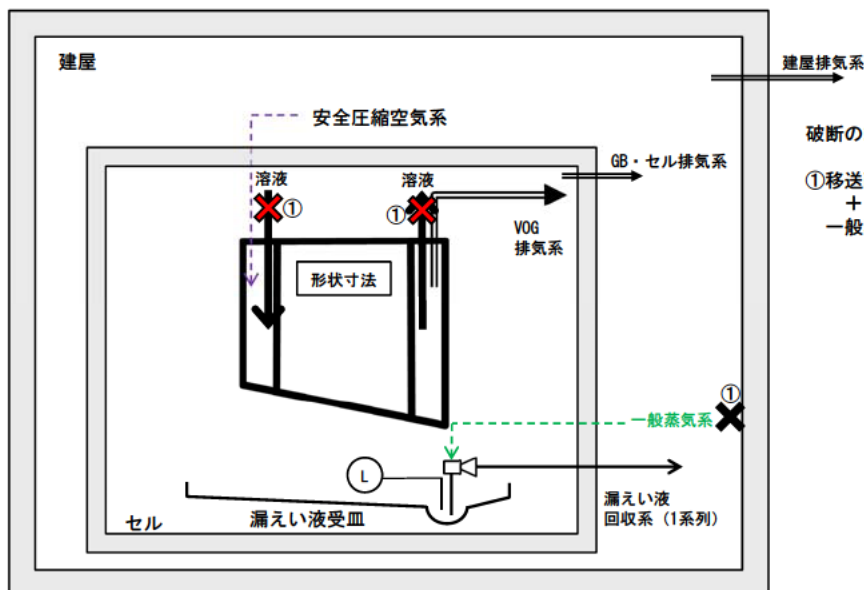 建屋
建屋排気系
安全圧縮空気系
破断の
GB・セル排気系
溶液
溶液
①
①
①移送
+
一般
VOG
排気系
形状寸法
①
一般蒸気系
L
漏えい液
回収系（1系列）
漏えい液受皿
セル